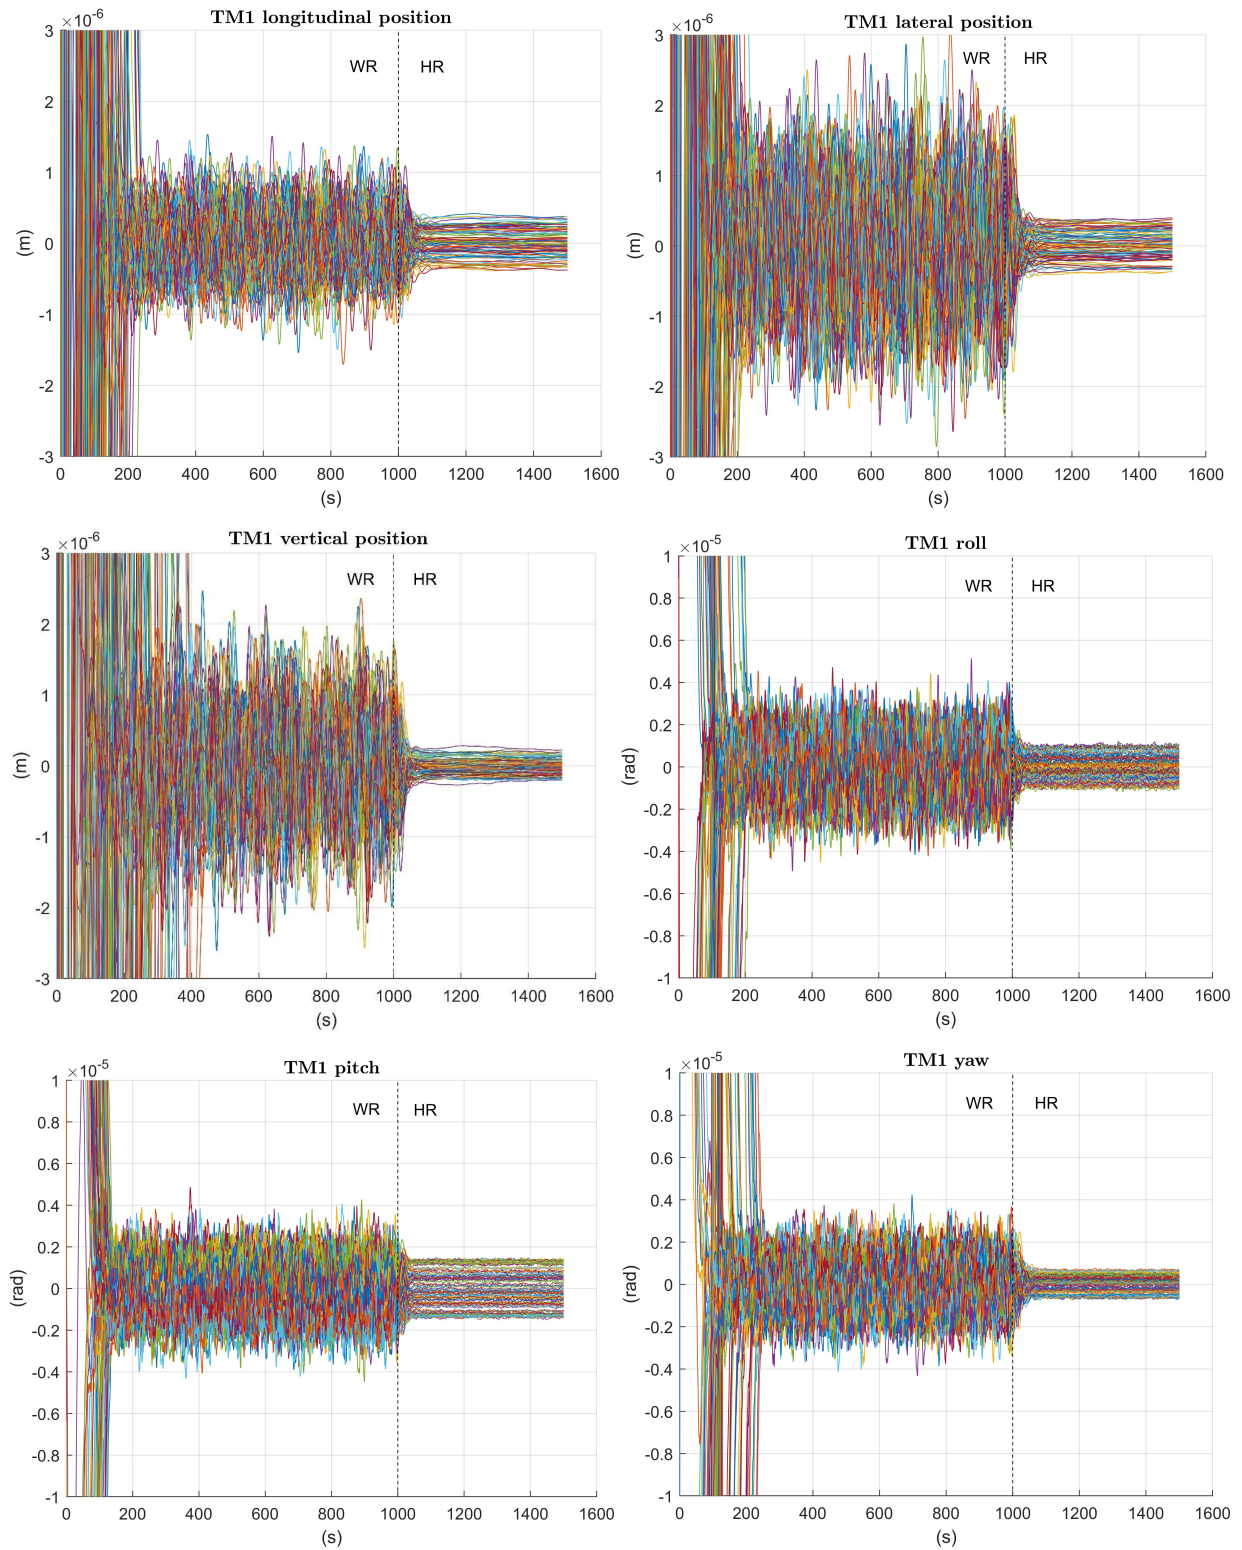 TM1 longitudinal position
×10^-6
3
2
1
0
-1
-2
-3
(m)
WR
HR
0 200 400 600 800 1000 1200 1400 1600
(s)
TM1 lateral position
×10^-6
3
2
1
0
-1
-2
-3
(m)
WR
HR
0 200 400 600 800 1000 1200 1400 1600
(s)
TM1 vertical position
×10^-6
3
2
1
0
-1
-2
-3
(m)
WR
HR
0 200 400 600 800 1000 1200 1400 1600
(s)
TM1 roll
×10^-5
1
0.8
0.6
0.4
0.2
0
-0.2
-0.4
-0.6
-0.8
-1
(rad)
WR
HR
0 200 400 600 800 1000 1200 1400 1600
(s)
TM1 pitch
×10^-5
1
0.8
0.6
0.4
0.2
0
-0.2
-0.4
-0.6
-0.8
-1
(rad)
WR
HR
0 200 400 600 800 1000 1200 1400 1600
(s)
TM1 yaw
×10^-5
1
0.8
0.6
0.4
0.2
0
-0.2
-0.4
-0.6
-0.8
-1
(rad)
WR
HR
0 200 400 600 800 1000 1200 1400 1600
(s)